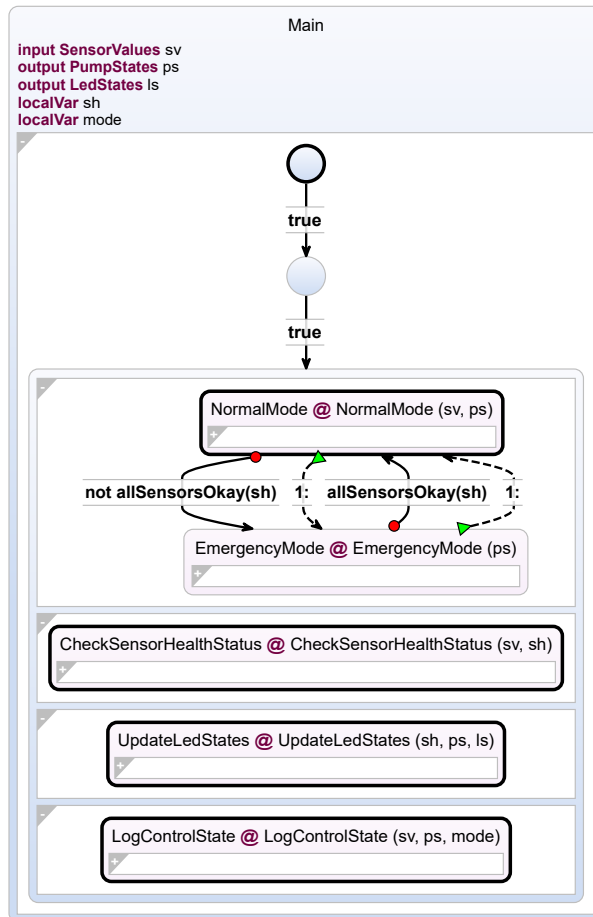 Main
input SensorValues sv
output PumpStates ps
output LedStates ls
localVar sh
localVar mode
-
true
true
-
NormalMode @ NormalMode (sv, ps)
+
not allSensorsOkay(sh) 1: allSensorsOkay(sh) 1:
EmergencyMode @ EmergencyMode (ps)
+
-
CheckSensorHealthStatus @ CheckSensorHealthStatus (sv, sh)
+
-
UpdateLedStates @ UpdateLedStates (sh, ps, ls)
+
-
LogControlState @ LogControlState (sv, ps, mode)
+